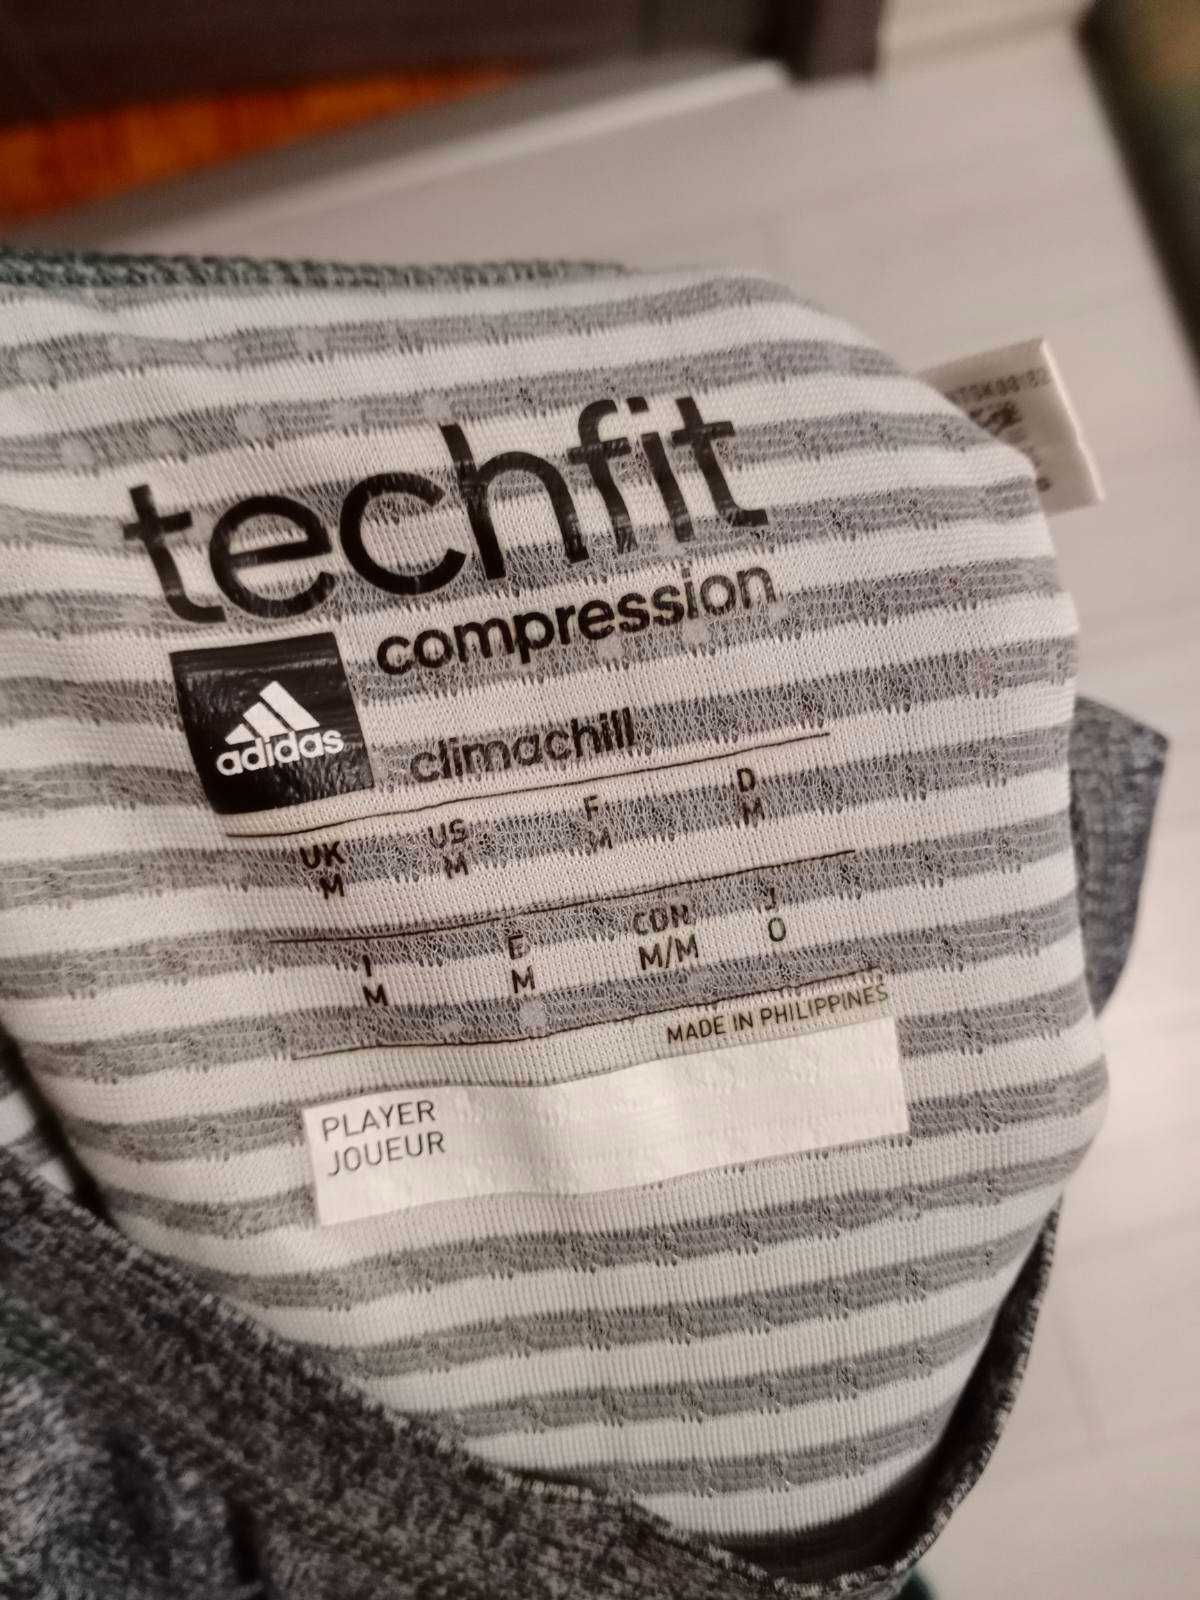 techfit
compression
adidas
climachill
UK US F D
M M M M
I E CDN J
M M M/M O
MADE IN PHILIPPINES
PLAYER
JOUEUR